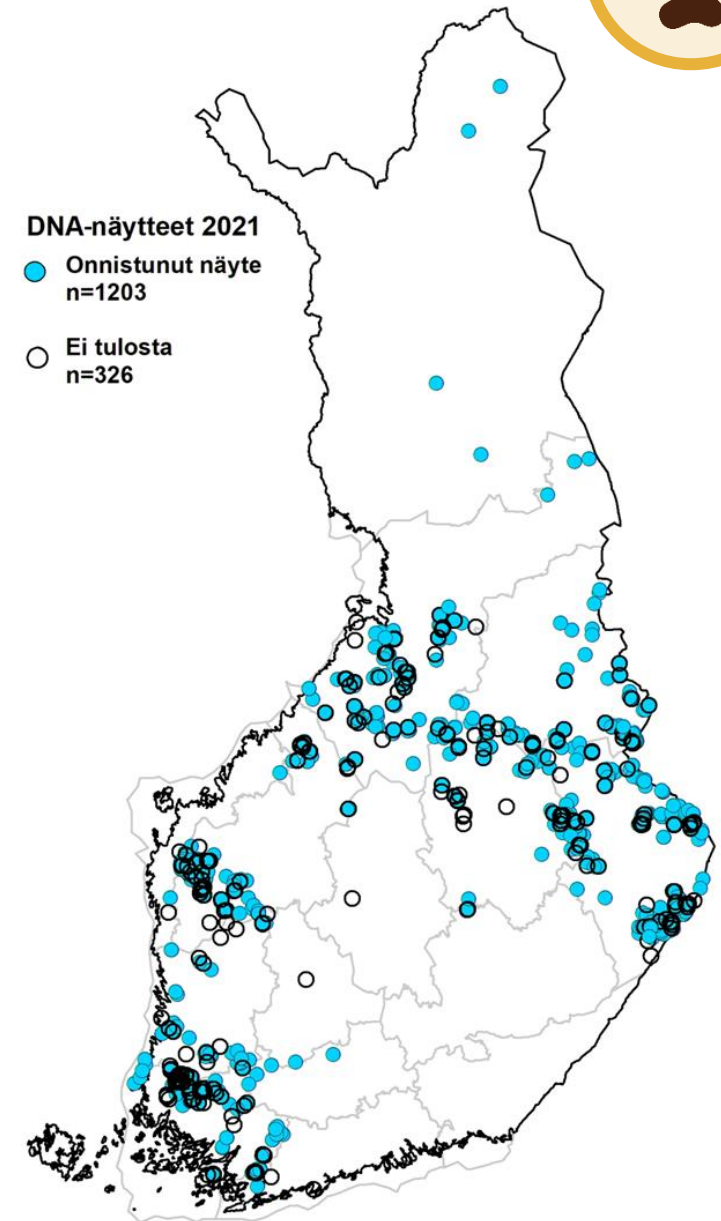 DNA-näytteet 2021
Onnistunut näyte
n=1203
Ei tulosta
n=326